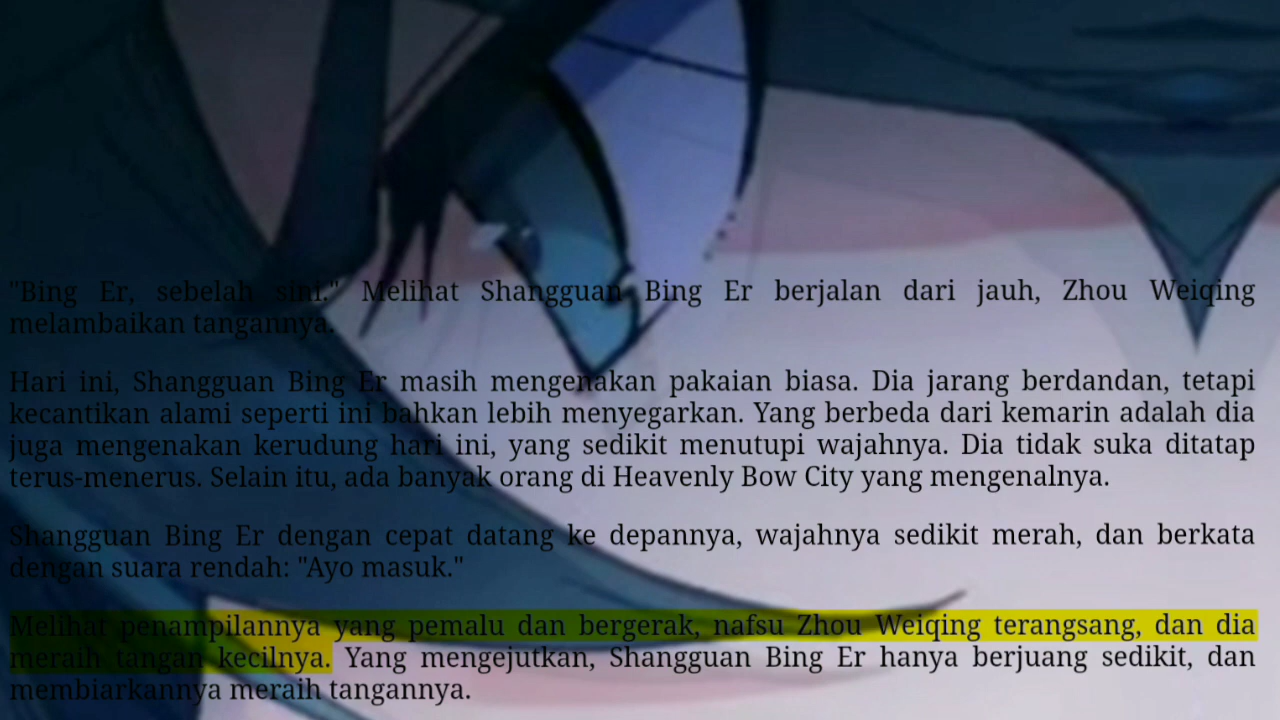 "Bing Er, sebelah sini." Melihat Shangguan Bing Er berjalan dari jauh, Zhou Weiqing
melambaikan tangannya.
Hari ini, Shangguan Bing Er masih mengenakan pakaian biasa. Dia jarang berdandan, tetapi
kecantikan alami seperti ini bahkan lebih menyegarkan. Yang berbeda dari kemarin adalah dia
juga mengenakan kerudung hari ini, yang sedikit menutupi wajahnya. Dia tidak suka ditatap
terus-menerus. Selain itu, ada banyak orang di Heavenly Bow City yang mengenalnya.
Shangguan Bing Er dengan cepat datang ke depannya, wajahnya sedikit merah, dan berkata
dengan suara rendah: "Ayo masuk."
Melihat penampilannya yang pemalu dan bergerak, nafsu Zhou Weiqing terangsang, dan dia
meraih tangan kecilnya. Yang mengejutkan, Shangguan Bing Er hanya berjuang sedikit, dan
membiarkannya meraih tangannya.